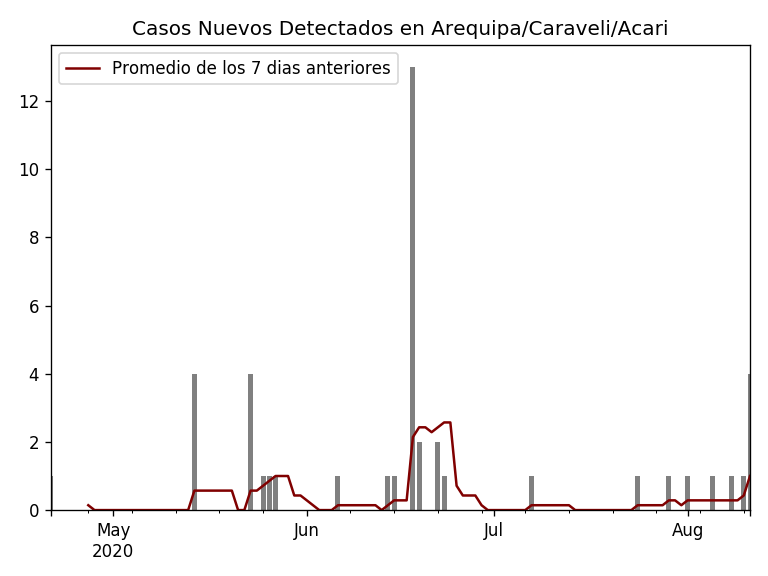 Casos Nuevos Detectados en Arequipa/Caraveli/Acari
Promedio de los 7 dias anteriores
12
10
8
6
4
2
0
May Jun Jul Aug
2020